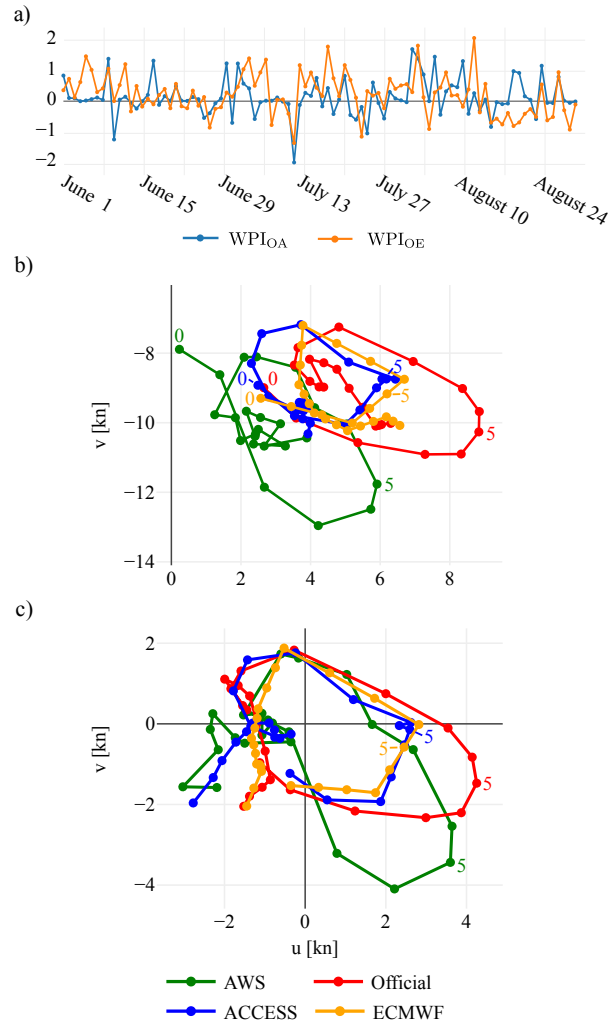 a)
2
1
0
−1
−2
June 1
June 15
June 29
July 13
July 27
August 10
August 24
WPI_OA WPI_OE
b)
−8
−10
−12
−14
v [kn]
0
0
0
0
5
5
5
5
0 2 4 6 8
c)
2
0
−2
−4
v [kn]
5
5
5
5
−2 0 2 4
u [kn]
AWS Official
ACCESS ECMWF